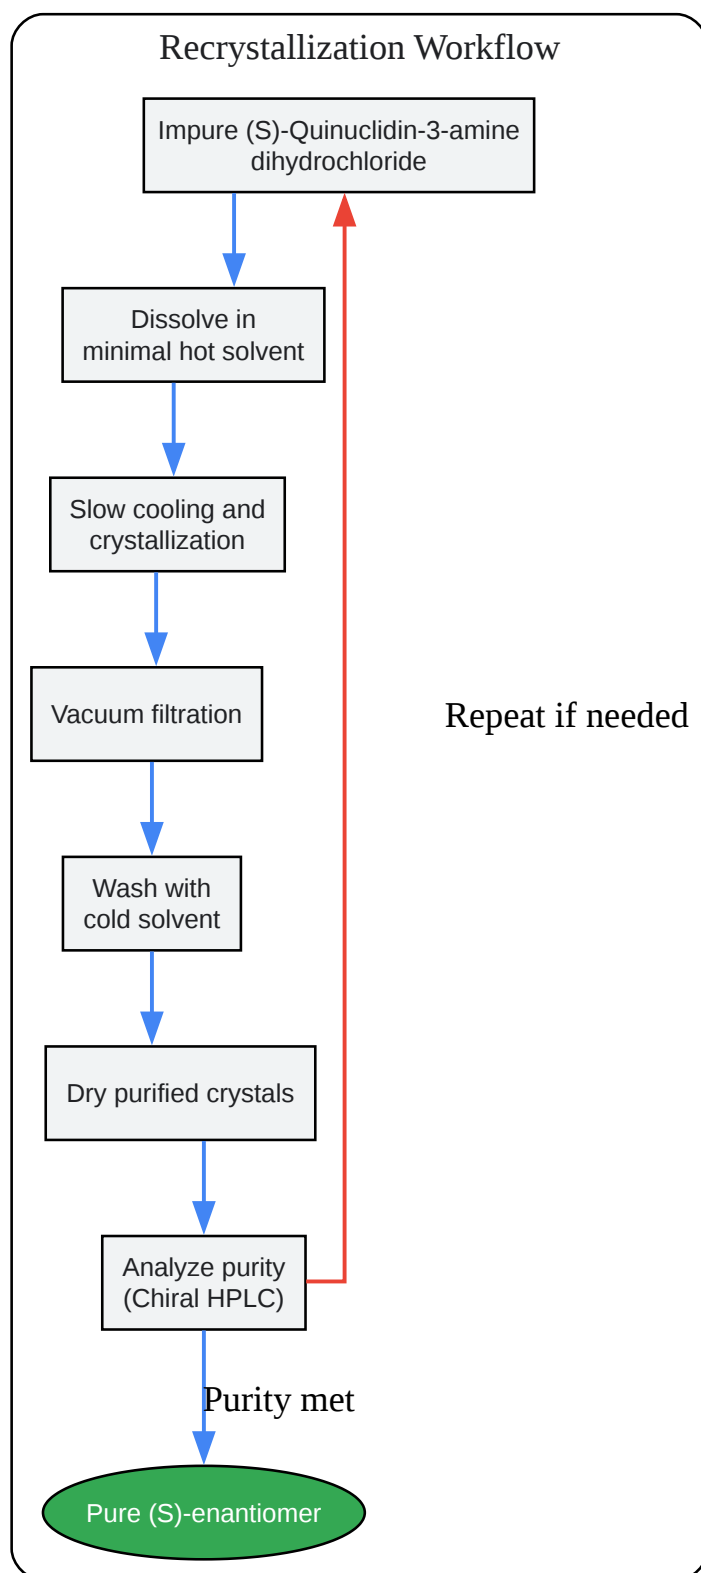 Recrystallization Workflow
Impure (S)-Quinuclidin-3-amine
dihydrochloride
Dissolve in
minimal hot solvent
Slow cooling and
crystallization
Vacuum filtration
Repeat if needed
Wash with
cold solvent
Dry purified crystals
Analyze purity
(Chiral HPLC)
Purity met
Pure (S)-enantiomer